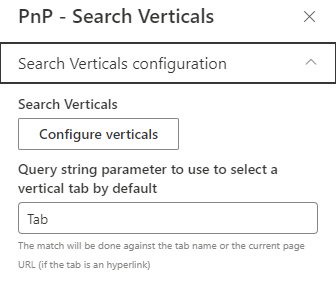 PnP - Search Verticals
Search Verticals configuration
Search Verticals
Configure verticals
Query string parameter to use to select a
vertical tab by default
Tab
The match will be done against the tab name or the current page
URL (if the tab is an hyperlink)